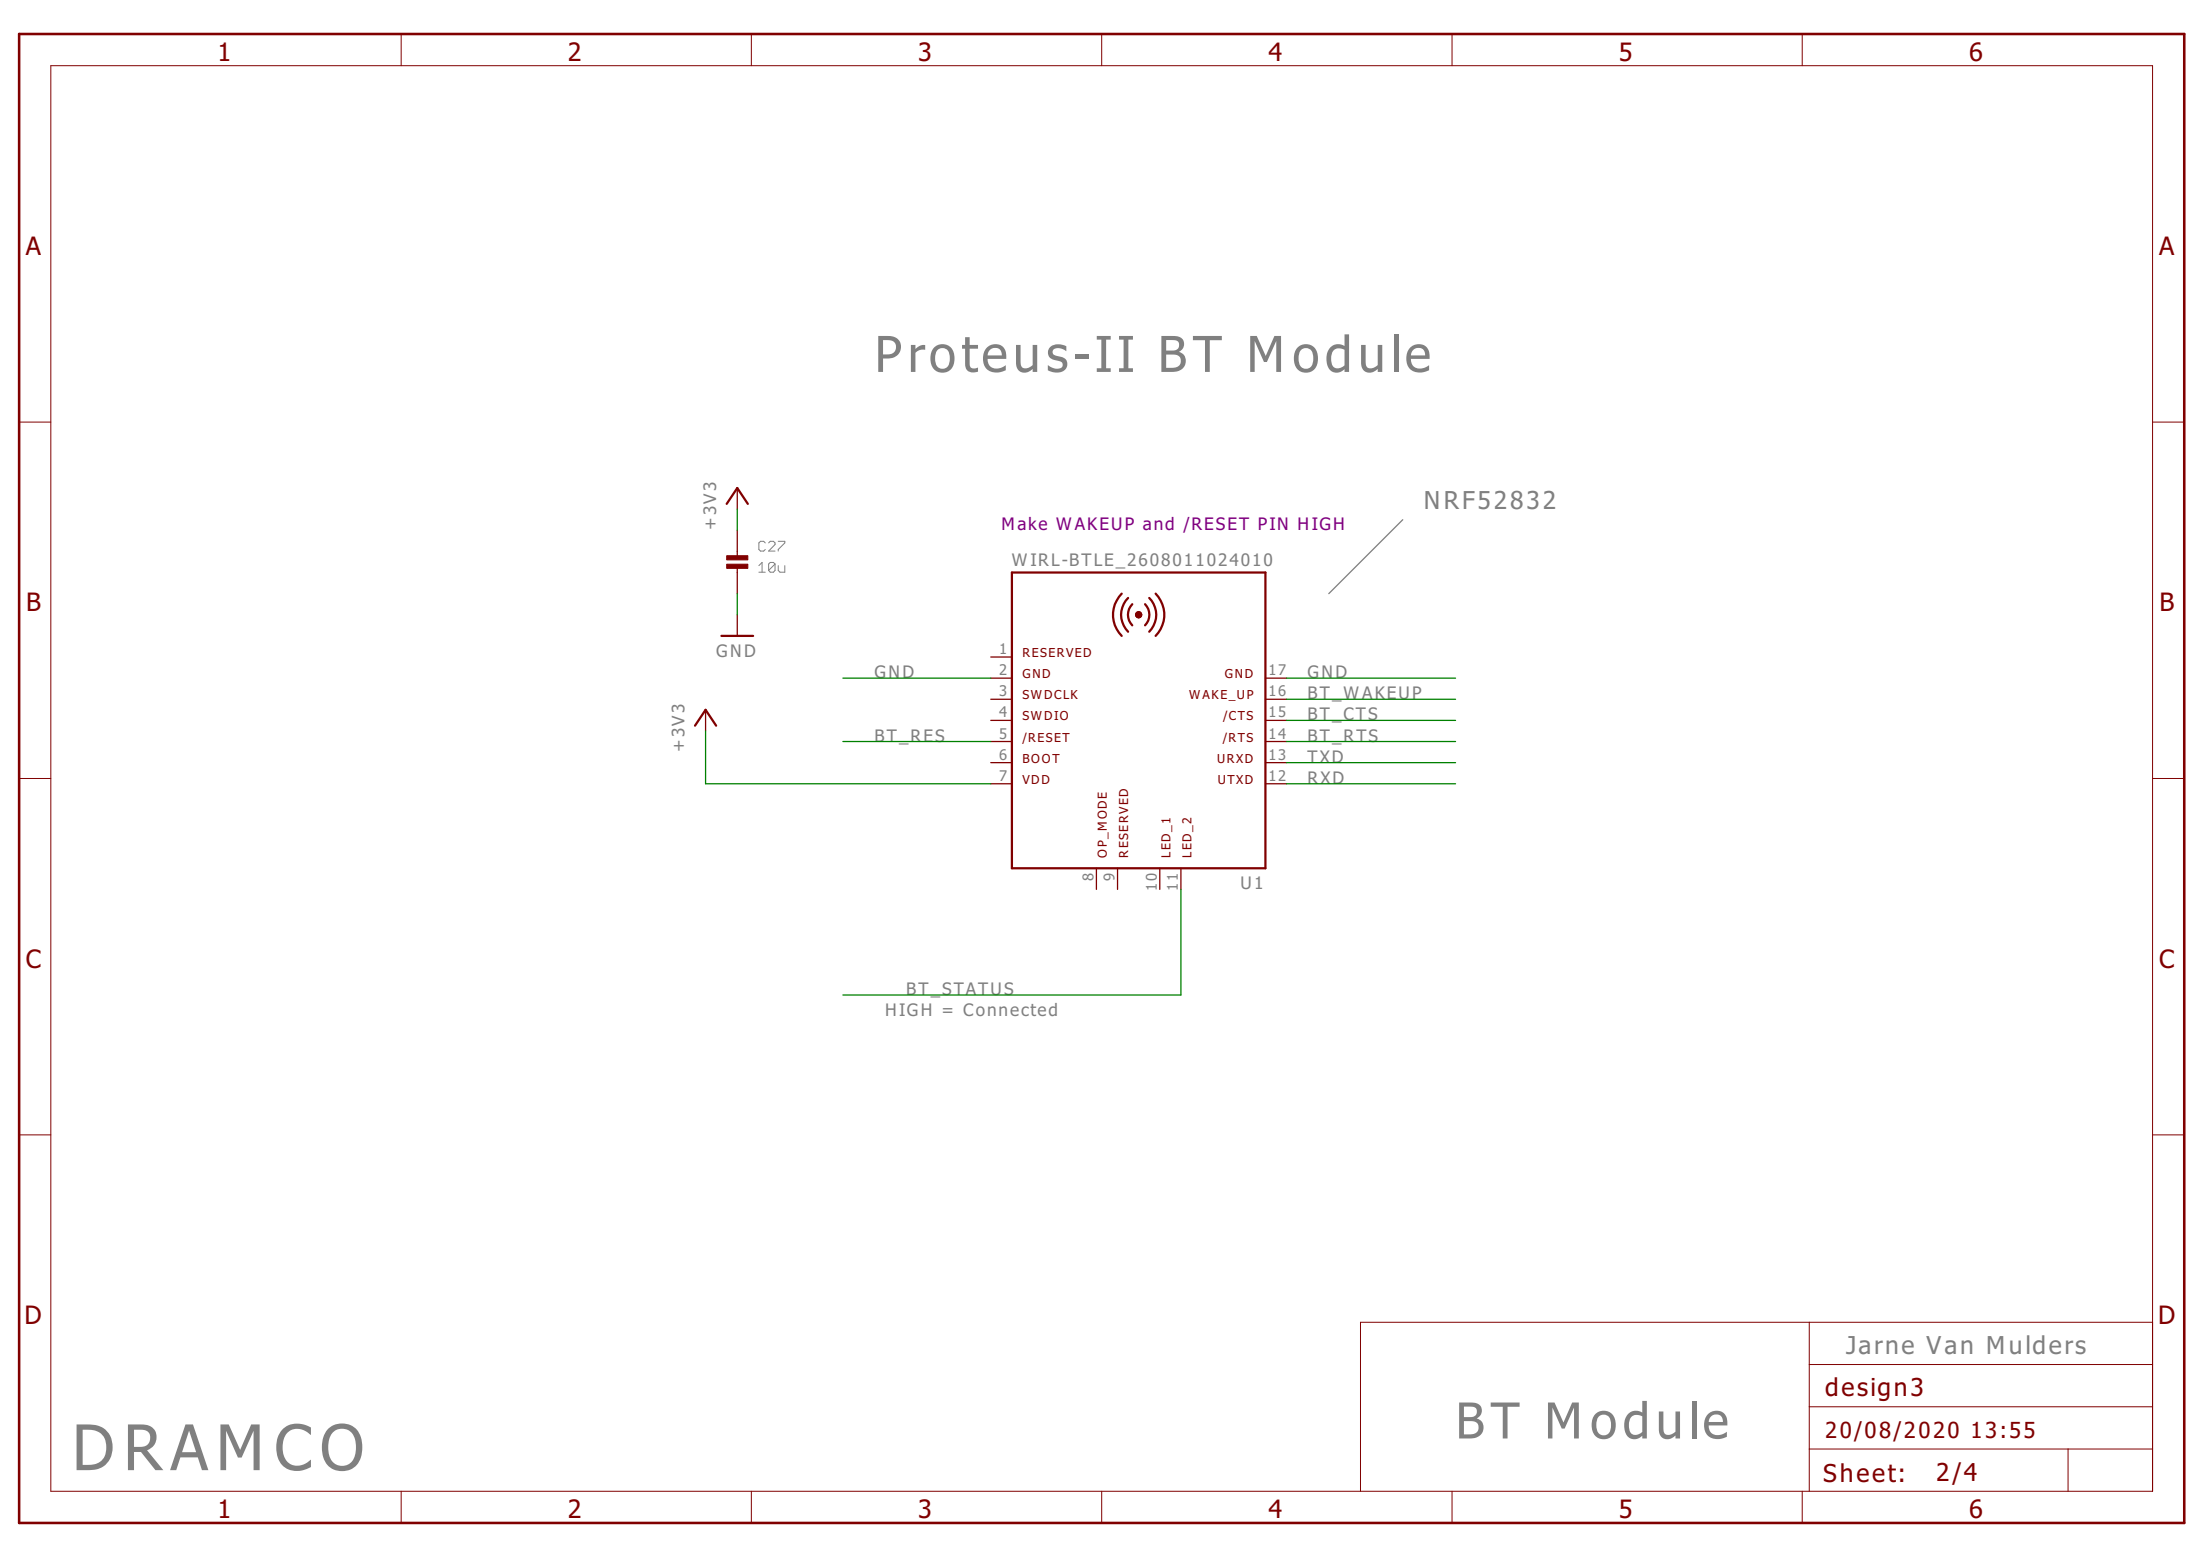 1 2 3 4 5 6
A A
Proteus-II BT Module
+3V3
NRF52832
Make WAKEUP and /RESET PIN HIGH
C27
10u
WIRL-BTLE_2608011024010
B B
GND
1 RESERVED
GND 2 GND
GND 17 GND
3 SWDCLK
WAKE_UP 16 BT_WAKEUP
4 SWDIO
/CTS 15 BT_CTS
+3V3
BT_RES 5 /RESET
/RTS 14 BT_RTS
6 BOOT
URXD 13 TXD
7 VDD
UTXD 12 RXD
OP_MODE
RESERVED
LED_1
LED_2
8 9 10 11
U1
C C
BT_STATUS
HIGH = Connected
D D
Jarne Van Mulders
design3
BT Module
20/08/2020 13:55
Sheet: 2/4
DRAMCO
1 2 3 4 5 6